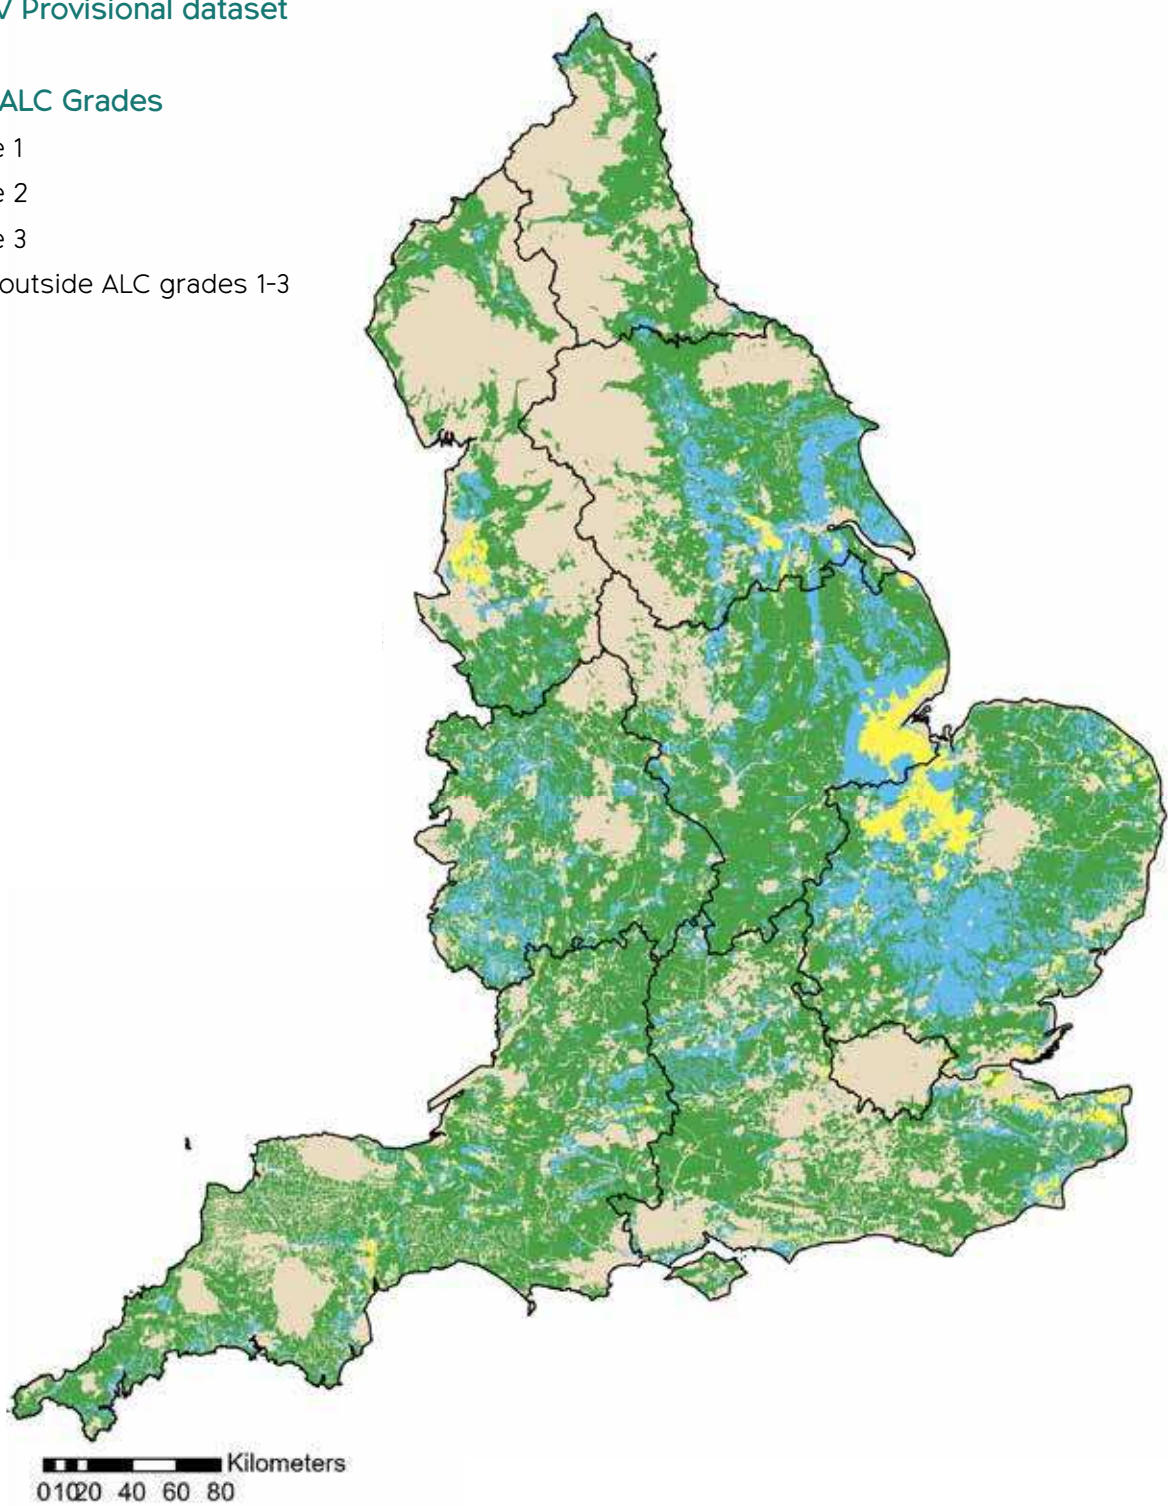 V Provisional dataset
ALC Grades
e 1
e 2
e 3
outside ALC grades 1-3
Kilometers
01020 40 60 80